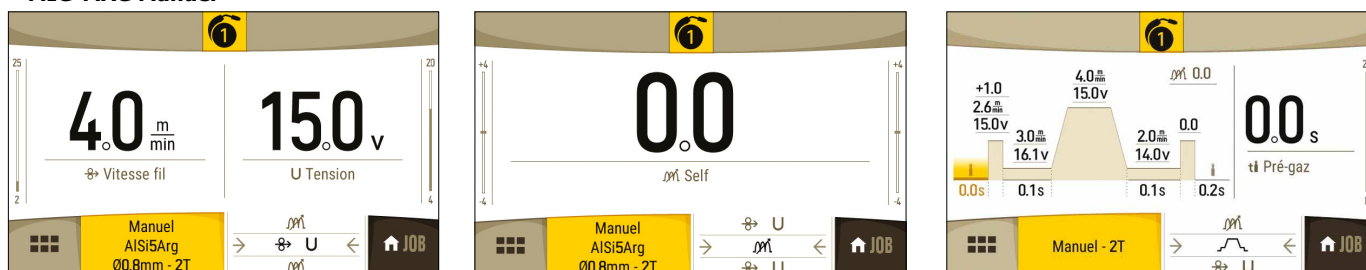 1
25
20
4.0 m/min
15.0 v
Vitesse fil
U Tension
2
4
Manuel
AlSi5Arg
Ø0.8mm - 2T
U
JOB
1
+4
+4
0.0
Self
-4
-4
Manuel
AlSi5Arg
Ø0.8mm - 2T
U
U
JOB
1
0.0
+1.0
2.6 m/min
15.0v
3.0 m/min
16.1v
4.0 m/min
15.0v
2.0 m/min
14.0v
0.0
0.0s
0.1s
0.1s
0.2s
0.0 s
Pré-gaz
Manuel - 2T
U
JOB